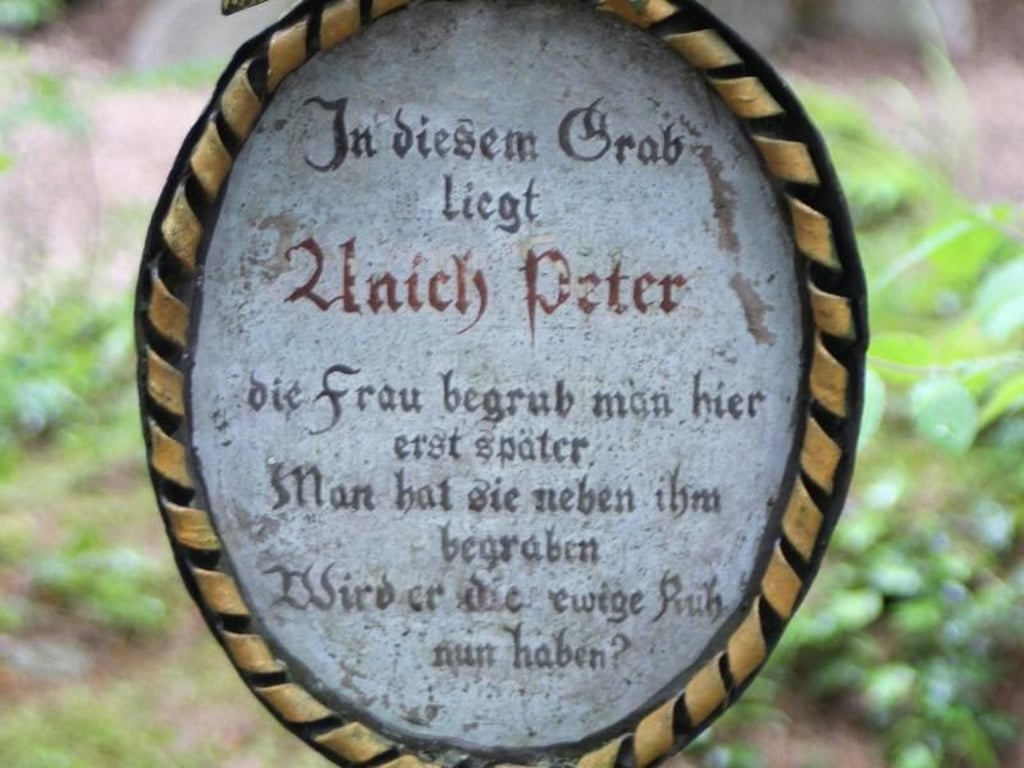 In diesem Grab
liegt
Anich Peter
die Frau begrub man hier
erst später.
Man hat sie neben ihm
begraben
Wird er die ewige Ruh
nun haben?